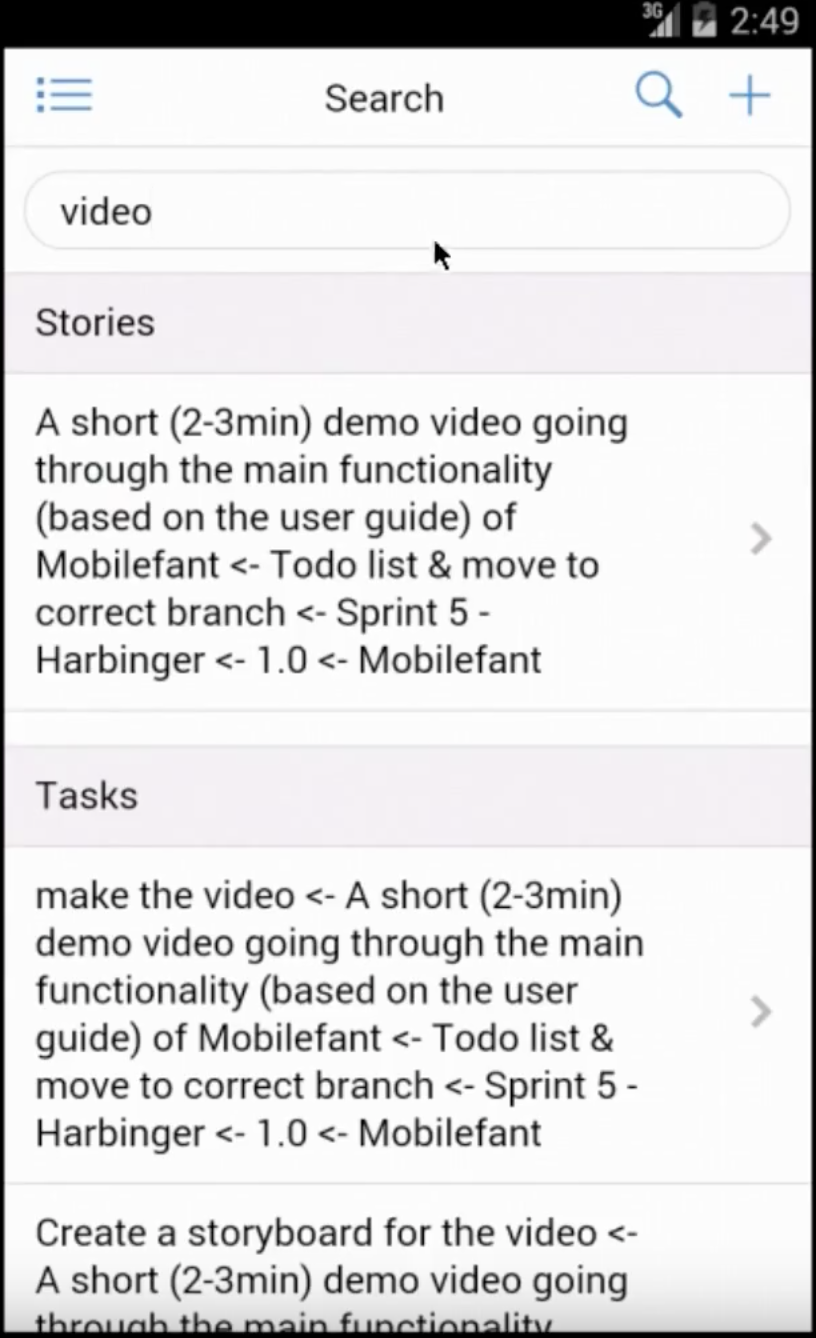 3G 2:49
Search
video
Stories
A short (2-3min) demo video going
through the main functionality
(based on the user guide) of
Mobilefant <- Todo list & move to
correct branch <- Sprint 5 -
Harbinger <- 1.0 <- Mobilefant
Tasks
make the video <- A short (2-3min)
demo video going through the main
functionality (based on the user
guide) of Mobilefant <- Todo list &
move to correct branch <- Sprint 5 -
Harbinger <- 1.0 <- Mobilefant
Create a storyboard for the video <-
A short (2-3min) demo video going
through the main functionality